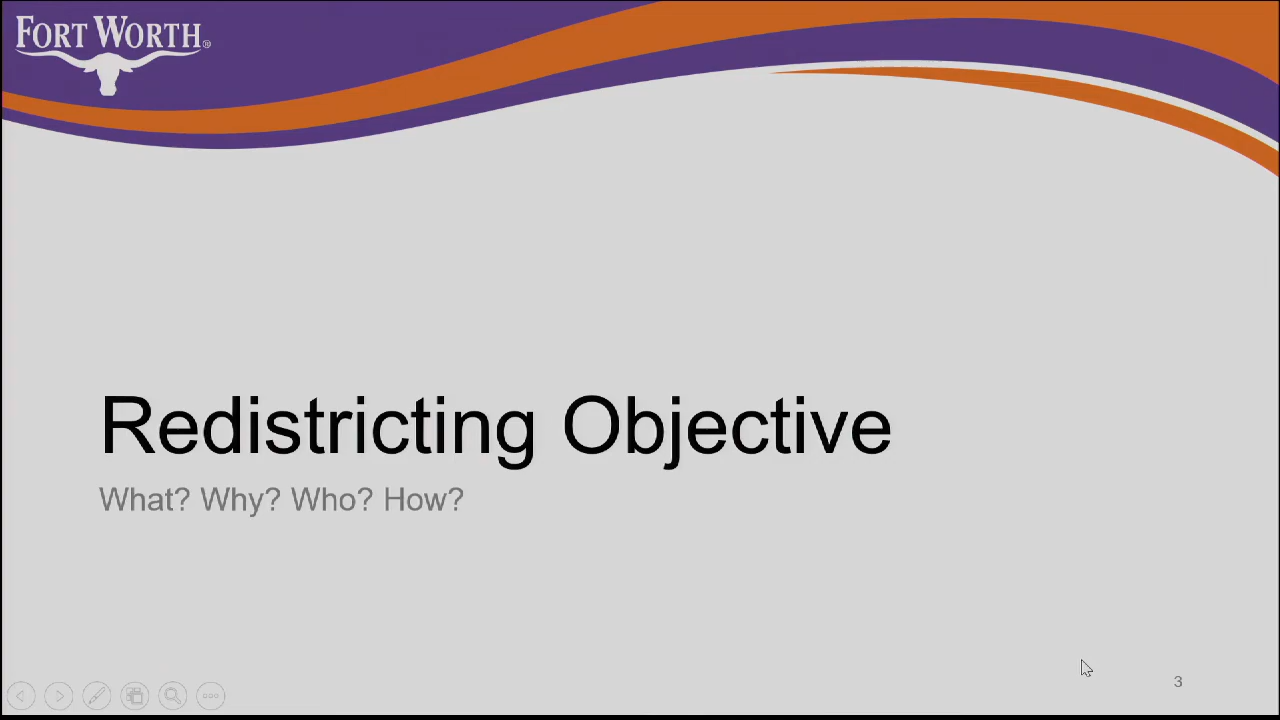 FORT WORTH®
Redistricting Objective
What? Why? Who? How?
3